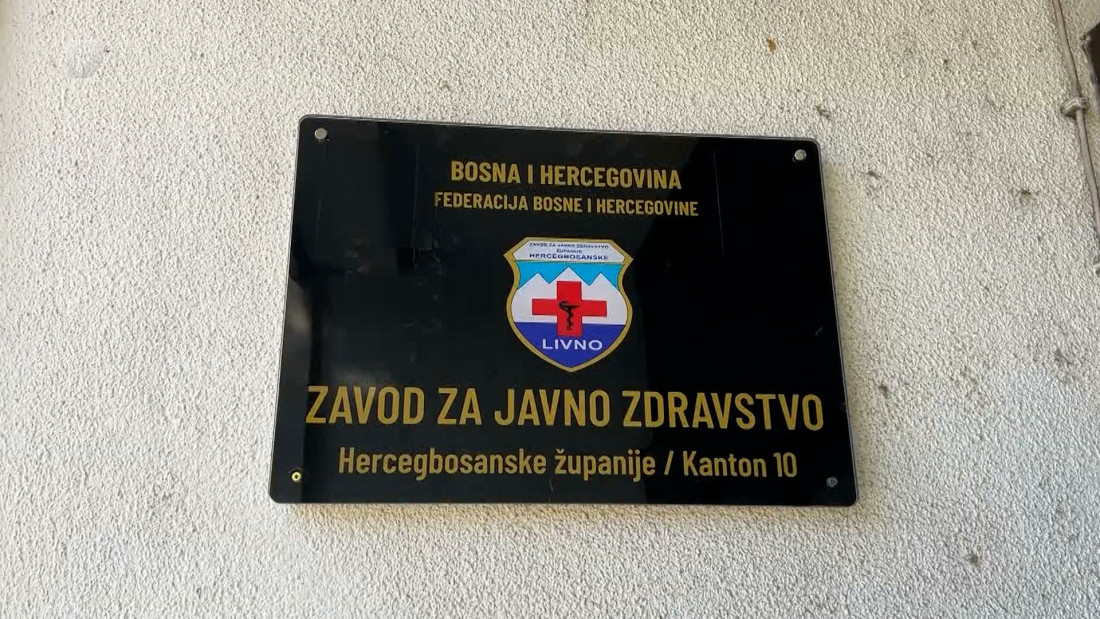 BOSNA I HERCEGOVINA
FEDERACIJA BOSNE I HERCEGOVINE
ZAVOD ZA JAVNO ZDRAVSTVO
ŽUPANIJE
HERCEGBOSANSKE
LIVNO
ZAVOD ZA JAVNO ZDRAVSTVO
Hercegbosanske županije / Kanton 10